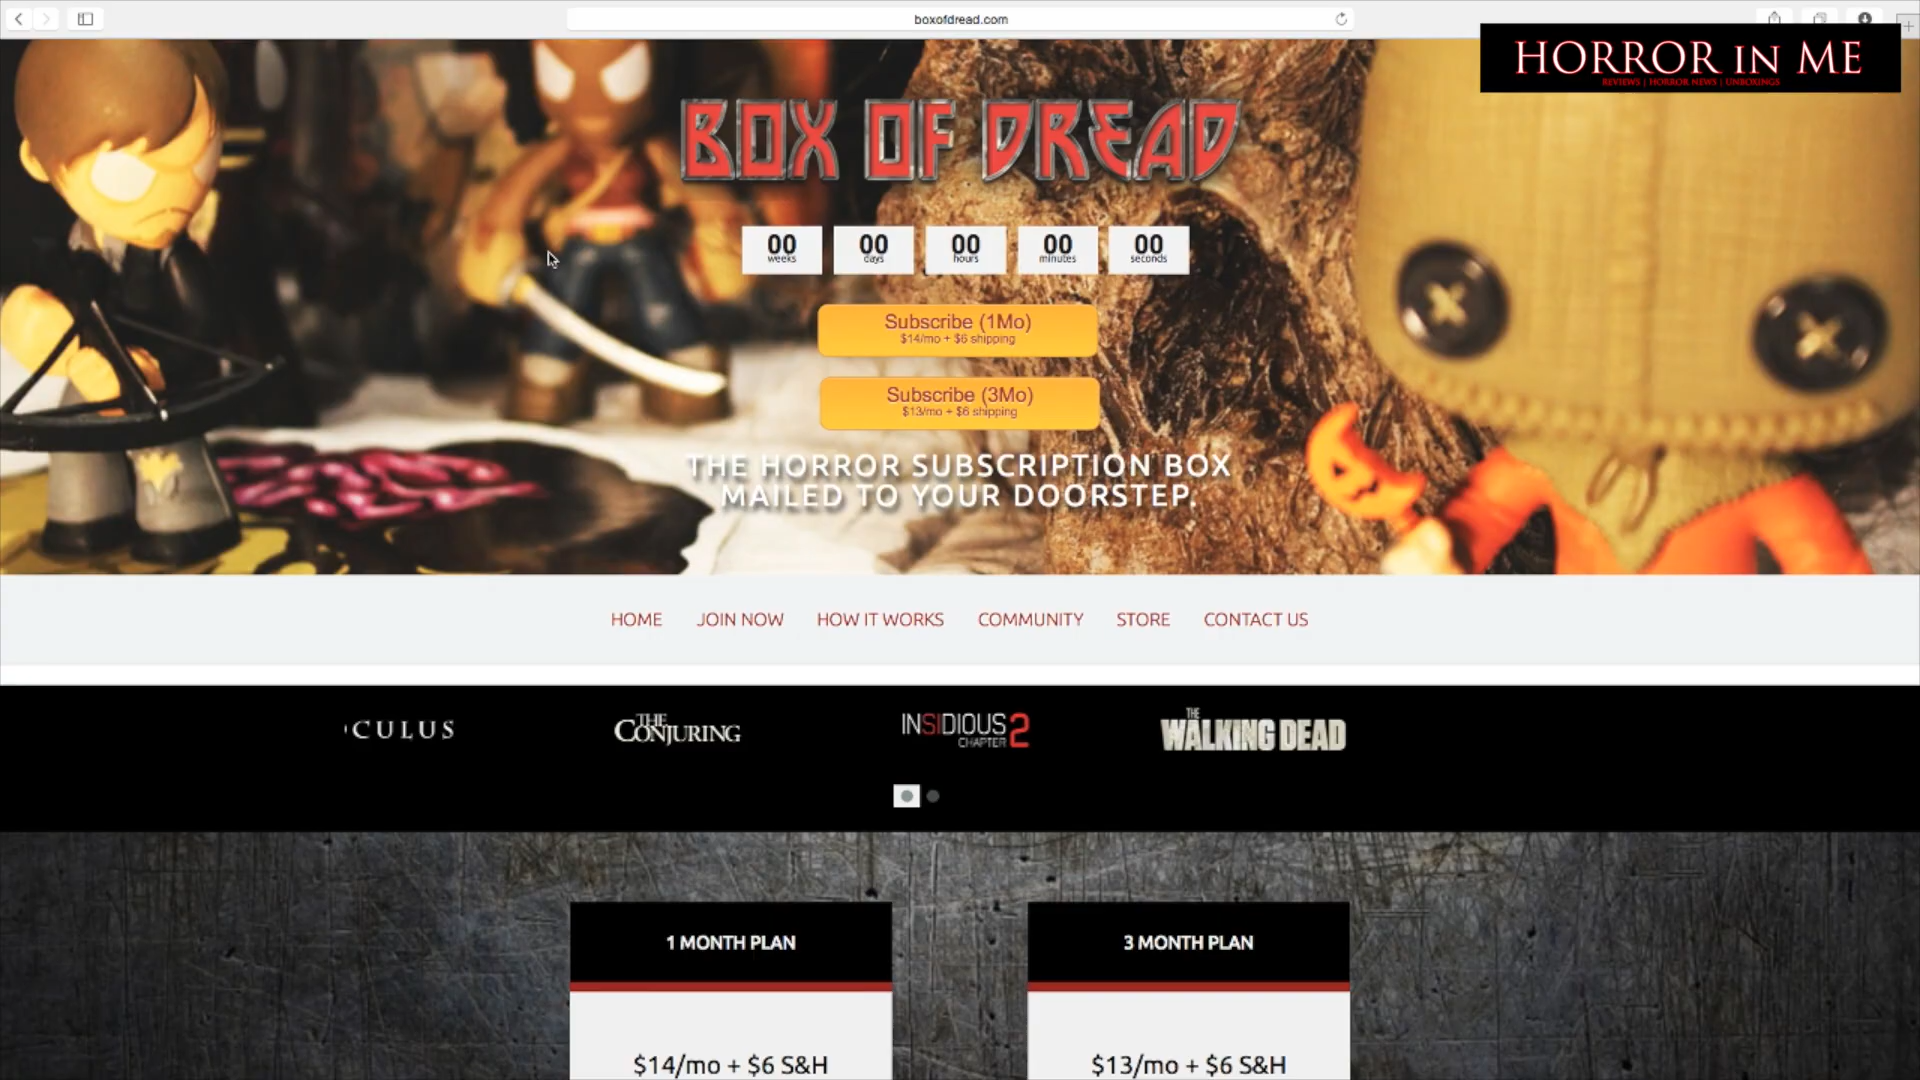 boxofdread.com
HORROR IN ME
REVIEWS | HORROR NEWS | UNBOXINGS
BOX OF DREAD
00 00 00 00 00
weeks days hours minutes seconds
Subscribe (1Mo)
$14/mo + $6 shipping
Subscribe (3Mo)
$13/mo + $6 shipping
THE HORROR SUBSCRIPTION BOX
MAILED TO YOUR DOORSTEP.
HOME JOIN NOW HOW IT WORKS COMMUNITY STORE CONTACT US
CULUS THE CONJURING INSIDIOUS CHAPTER 2 THE WALKING DEAD
1 MONTH PLAN 3 MONTH PLAN
$14/mo + $6 S&H $13/mo + $6 S&H